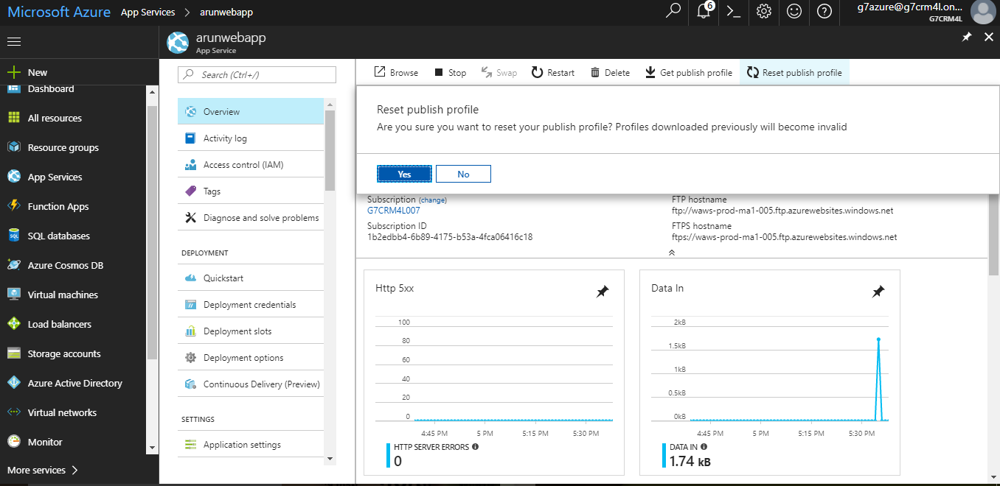 Microsoft Azure App Services > arunwebapp
6
g7azure@g7crm4l.on...
G7CRM4L
arunwebapp
App Service
New
Dashboard
All resources
Resource groups
App Services
Function Apps
SQL databases
Azure Cosmos DB
Virtual machines
Load balancers
Storage accounts
Azure Active Directory
Virtual networks
Monitor
More services >
Search (Ctrl+/)
Overview
Activity log
Access control (IAM)
Tags
Diagnose and solve problems
DEPLOYMENT
Quickstart
Deployment credentials
Deployment slots
Deployment options
Continuous Delivery (Preview)
SETTINGS
Application settings
Browse Stop Swap Restart Delete Get publish profile Reset publish profile
Reset publish profile
Are you sure you want to reset your publish profile? Profiles downloaded previously will become invalid
Yes No
Subscription (change)
G7CRM4L007
Subscription ID
1b2edbb4-6b89-4175-b53a-4fca06416c18
FTP hostname
ftp://waws-prod-ma1-005.ftp.azurewebsites.windows.net
FTPS hostname
ftps://waws-prod-ma1-005.ftp.azurewebsites.windows.net
Http 5xx
100
80
60
40
20
0
4:45 PM 5 PM 5:15 PM 5:30 PM
HTTP SERVER ERRORS
0
Data In
2kB
1.5kB
1kB
0.5kB
0kB
4:45 PM 5 PM 5:15 PM 5:30 PM
DATA IN
1.74 kB